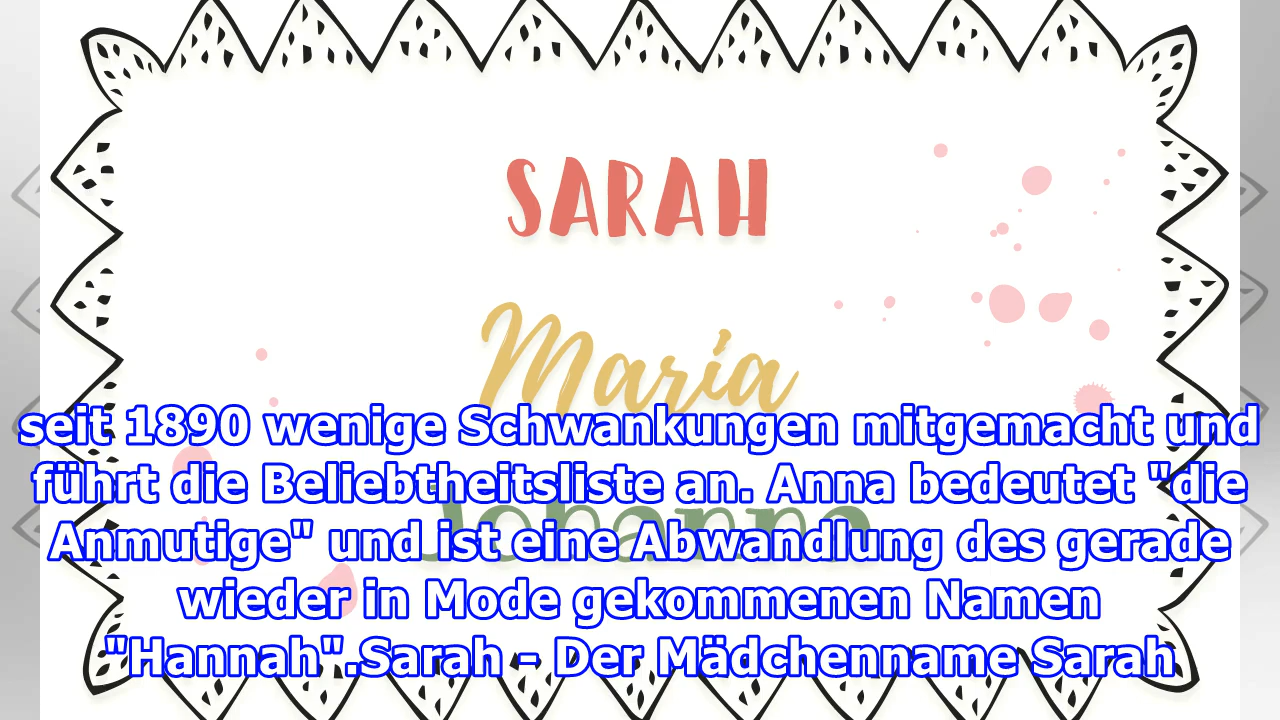 SARAH
Maria
Johanna
seit 1890 wenige Schwankungen mitgemacht und
führt die Beliebtheitsliste an. Anna bedeutet "die
Anmutige" und ist eine Abwandlung des gerade
wieder in Mode gekommenen Namen
"Hannah".Sarah - Der Mädchenname Sarah